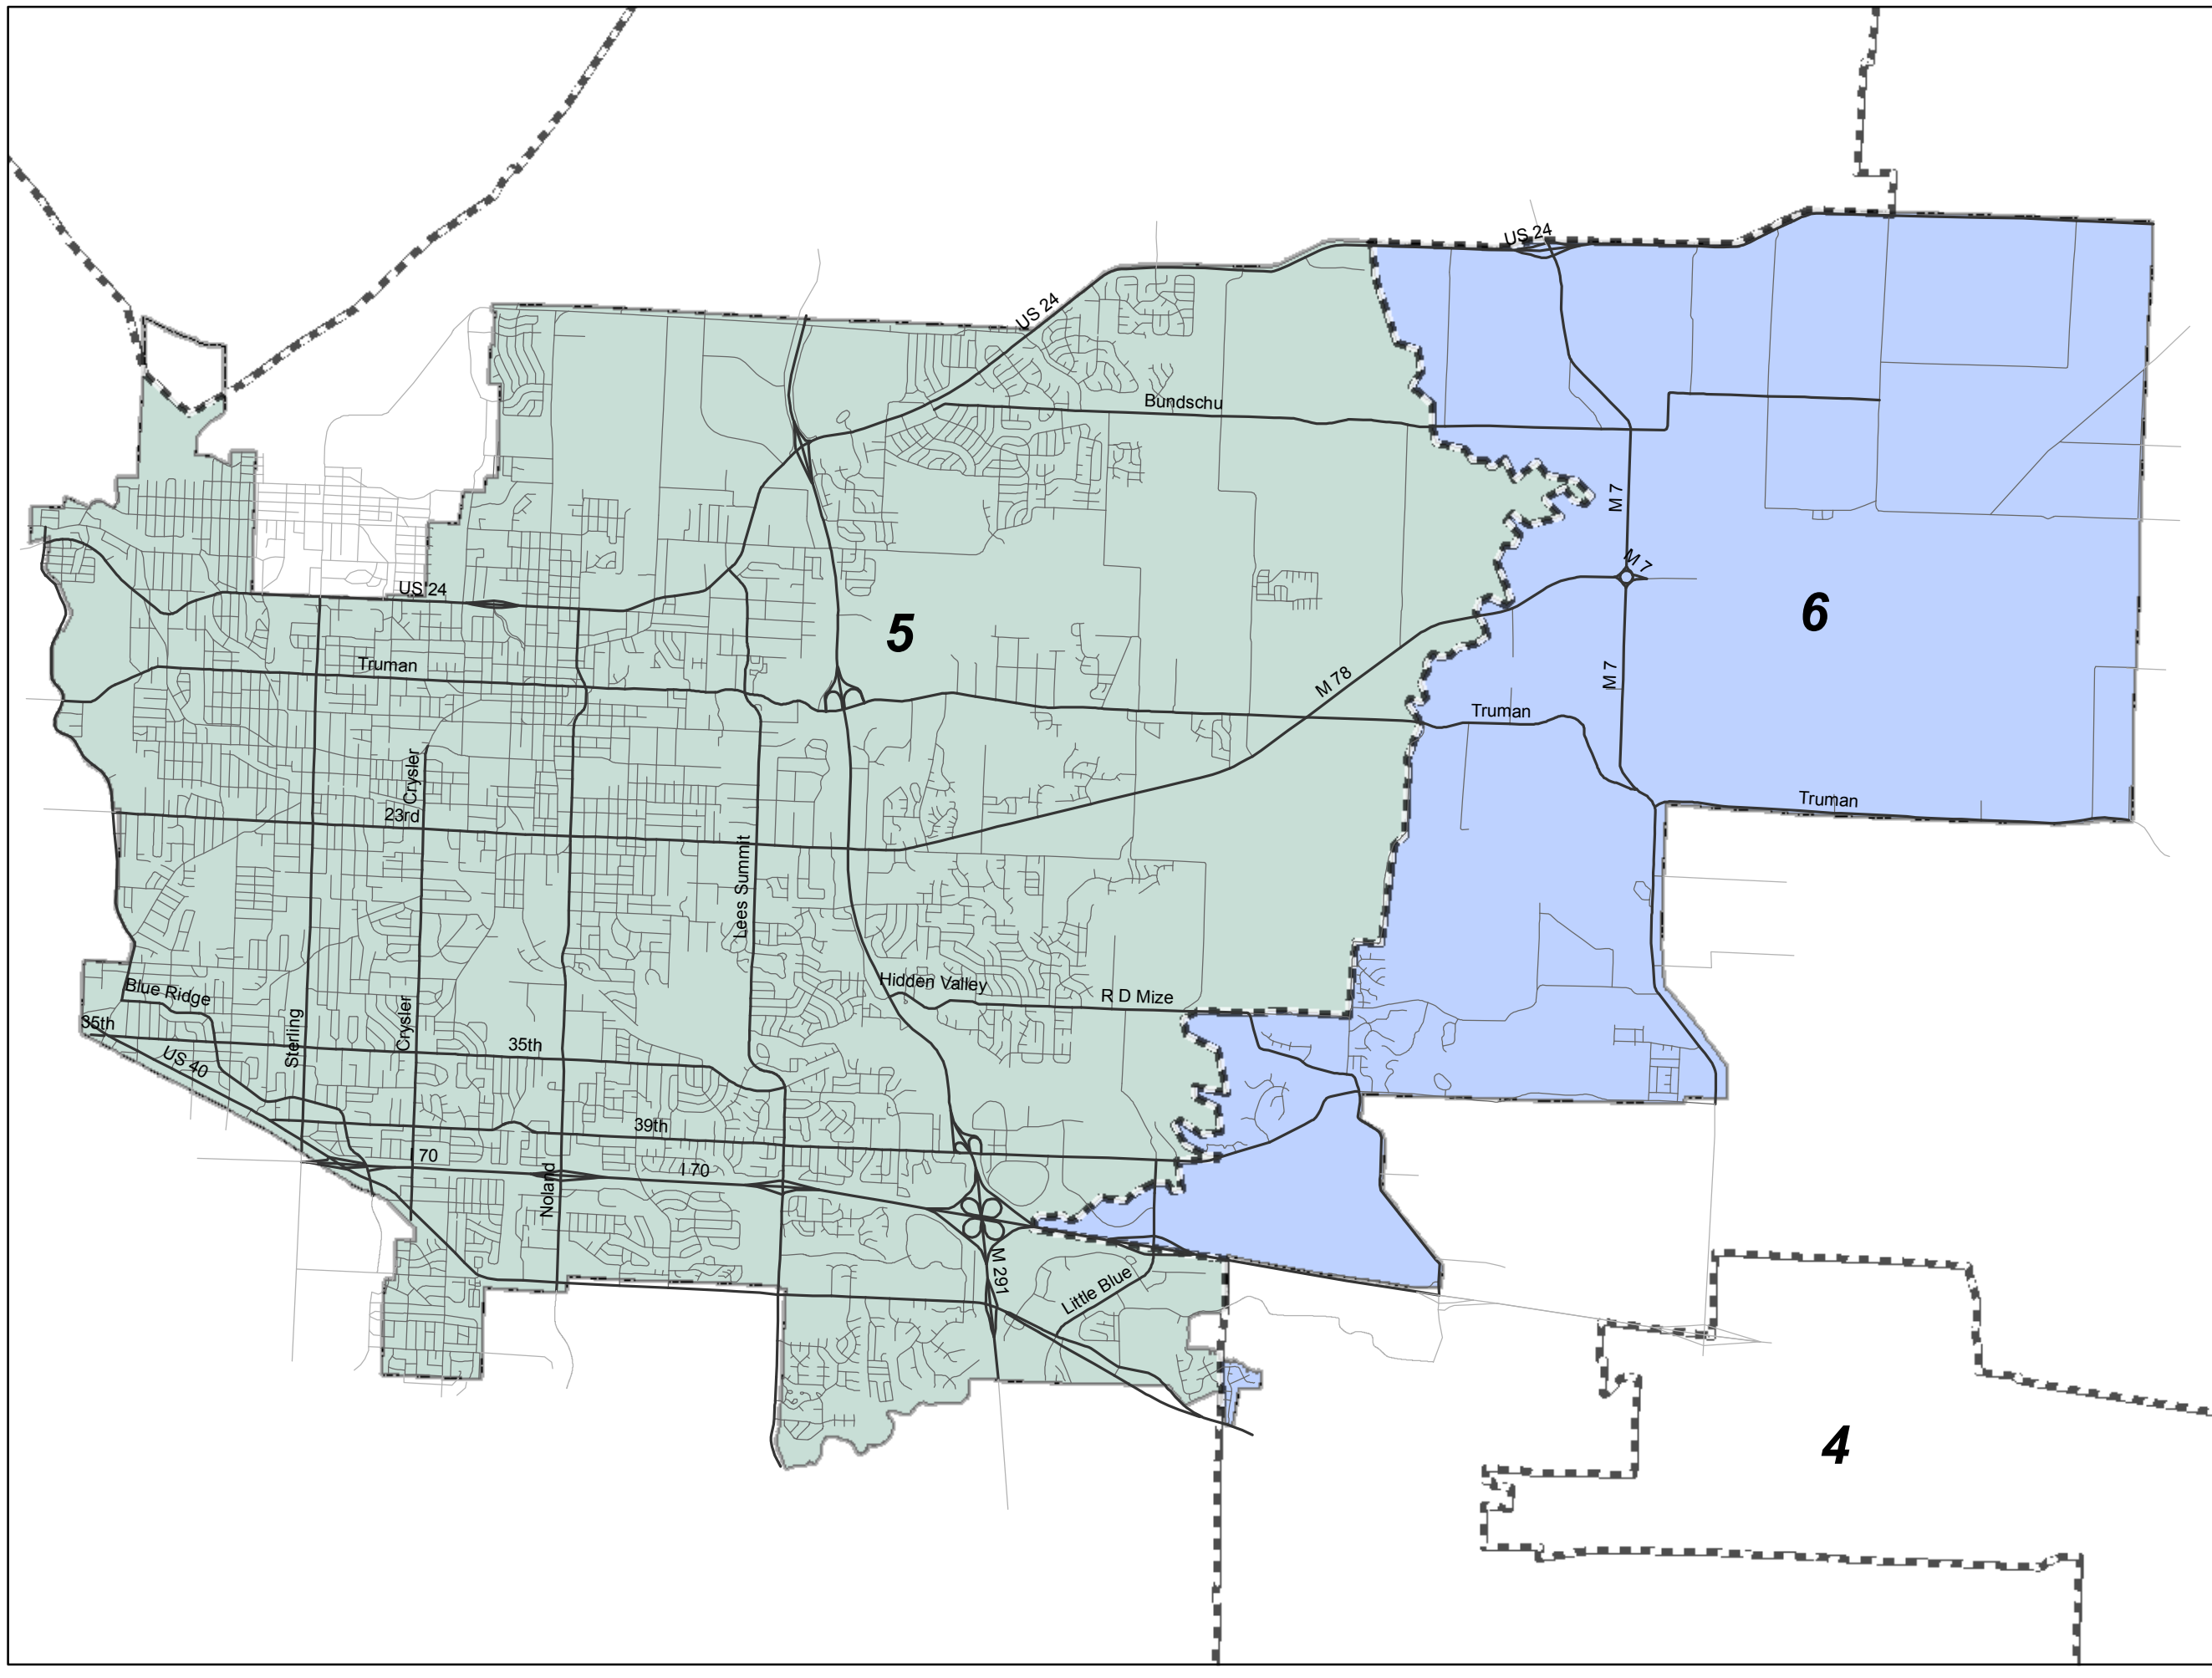 US 24
US 24
Bundschu
M 7
M 7
US 24
5
6
Truman
M 7
M 78
Truman
Crysler
Truman
23rd
Lees Summit
Hidden Valley
Blue Ridge
R D Mize
35th
Sterling
Crysler
35th
US 40
39th
I 70
I 70
Noland
M 291
Little Blue
4